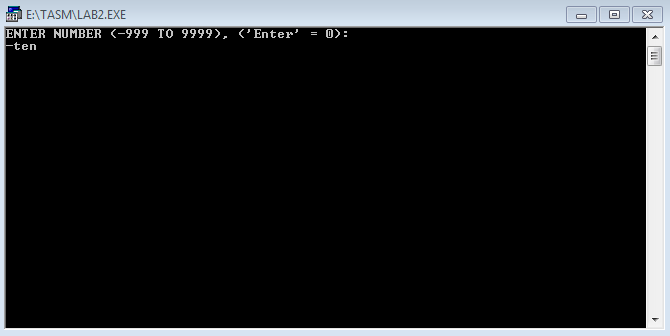 E:\TASM\LAB2.EXE
ENTER NUMBER (-999 TO 9999), ('Enter' = 0):
-ten